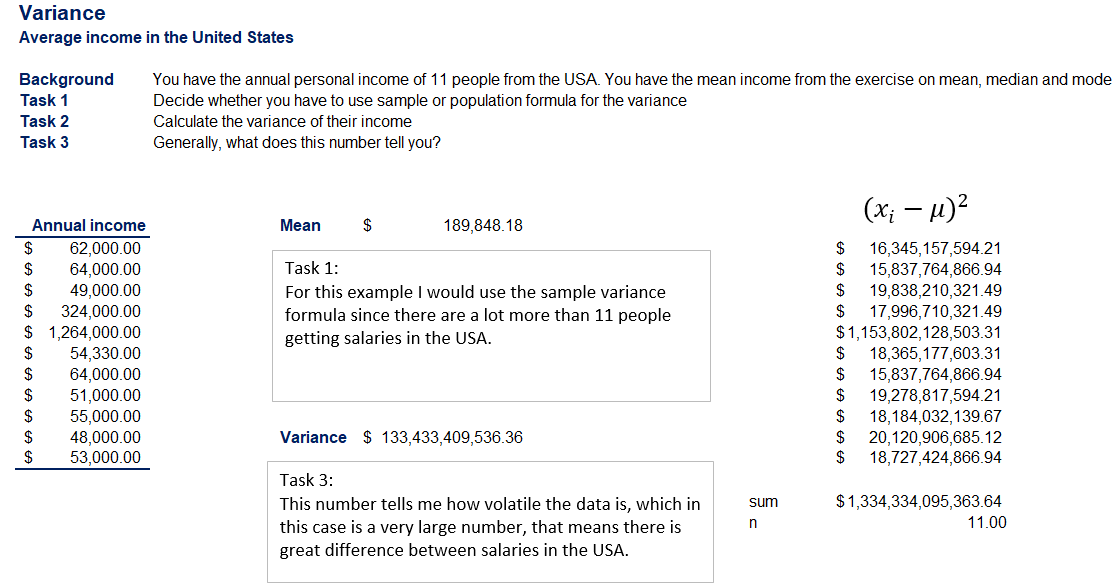 Variance
Average income in the United States
Background You have the annual personal income of 11 people from the USA. You have the mean income from the exercise on mean, median and mode
Task 1 Decide whether you have to use sample or population formula for the variance
Task 2 Calculate the variance of their income
Task 3 Generally, what does this number tell you?
(xᵢ − μ)²
Annual income
Mean $ 189,848.18
$ 62,000.00
$ 64,000.00
$ 49,000.00
$ 324,000.00
$ 1,264,000.00
$ 54,330.00
$ 64,000.00
$ 51,000.00
$ 55,000.00
$ 48,000.00
$ 53,000.00
Task 1:
For this example I would use the sample variance
formula since there are a lot more than 11 people
getting salaries in the USA.
Variance $ 133,433,409,536.36
Task 3:
This number tells me how volatile the data is, which in
this case is a very large number, that means there is
great difference between salaries in the USA.
$ 16,345,157,594.21
$ 15,837,764,866.94
$ 19,838,210,321.49
$ 17,996,710,321.49
$1,153,802,128,503.31
$ 18,365,177,603.31
$ 15,837,764,866.94
$ 19,278,817,594.21
$ 18,184,032,139.67
$ 20,120,906,685.12
$ 18,727,424,866.94
sum $1,334,334,095,363.64
n 11.00